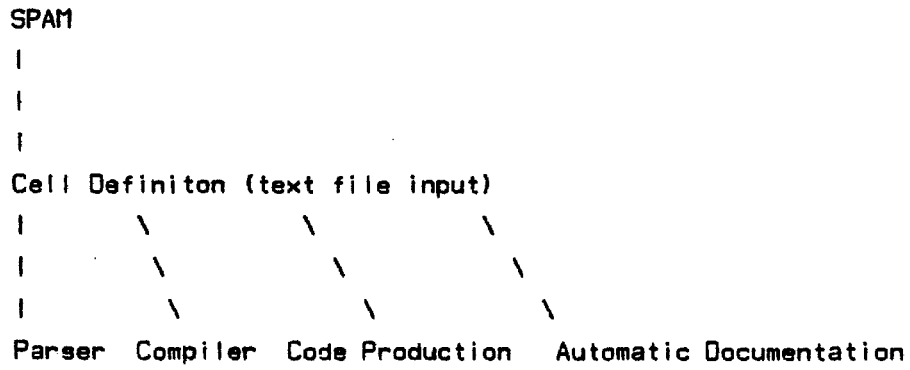 SPAM
|
|
|
Cell Definiton (text file input)
| \ \ \
| \ \ \
| \ \ \
Parser Compiler Code Production Automatic Documentation